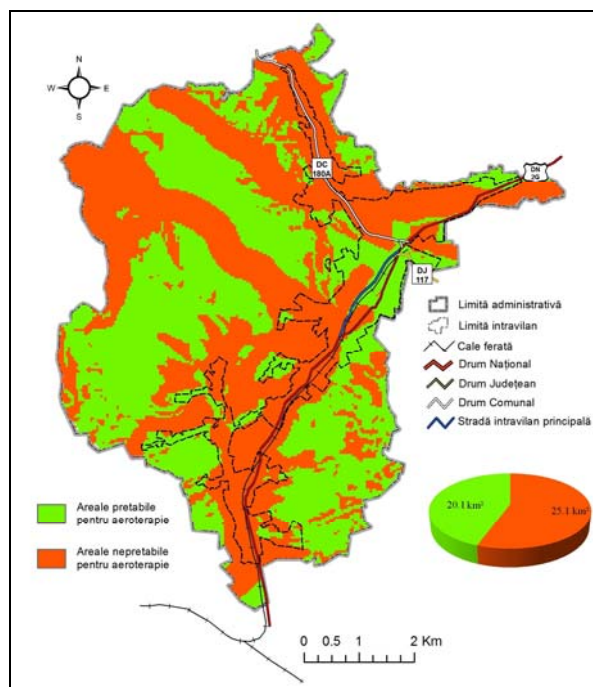 N
W E
S
DC
180A
DN
2G
DJ
117
Limită administrativă
Limită intravilan
Cale ferată
Drum Național
Drum Județean
Drum Comunal
Stradă intravilan principală
Areale pretabile
pentru aeroterapie
Areale nepretabile
pentru aeroterapie
20.1 km²
25.1 km²
0 0.5 1 2 Km